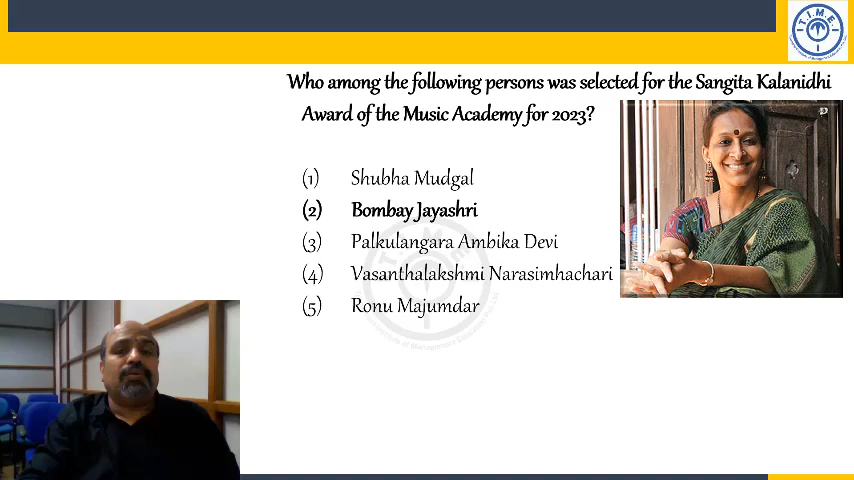 T.I.M.E.
Who among the following persons was selected for the Sangita Kalanidhi
Award of the Music Academy for 2023?
(1) Shubha Mudgal
(2) Bombay Jayashri
(3) Palkulangara Ambika Devi
(4) Vasanthalakshmi Narasimhachari
(5) Ronu Majumdar